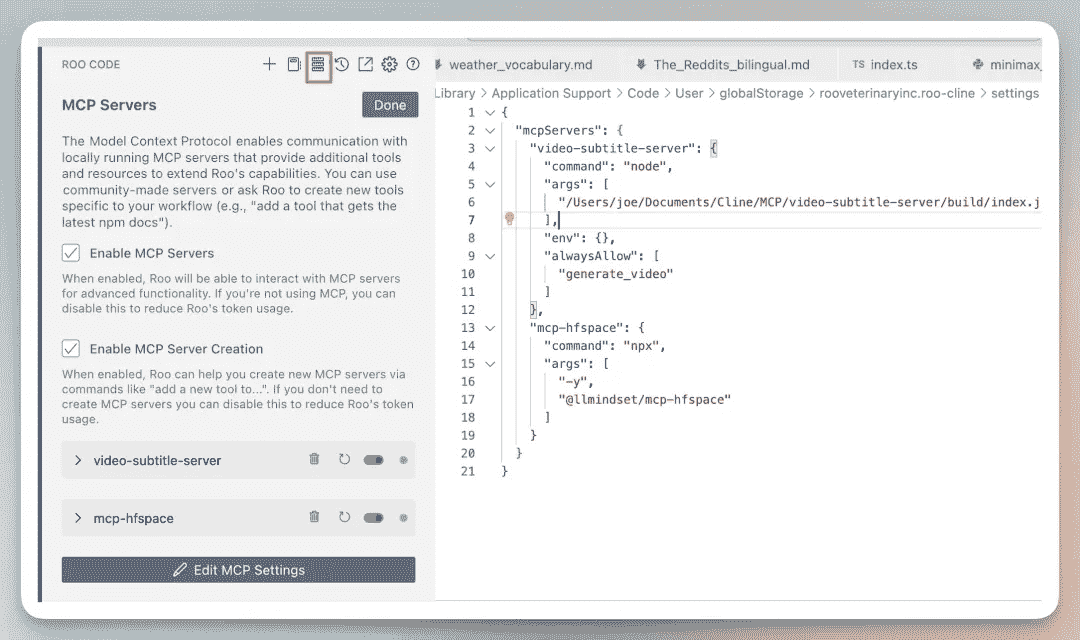 ROO CODE
MCP Servers
Done
The Model Context Protocol enables communication with
locally running MCP servers that provide additional tools
and resources to extend Roo's capabilities. You can use
community-made servers or ask Roo to create new tools
specific to your workflow (e.g., "add a tool that gets the
latest npm docs").
Enable MCP Servers
When enabled, Roo will be able to interact with MCP servers
for advanced functionality. If you're not using MCP, you can
disable this to reduce Roo's token usage.
Enable MCP Server Creation
When enabled, Roo can help you create new MCP servers via
commands like "add a new tool to...". If you don't need to
create MCP servers you can disable this to reduce Roo's token
usage.
video-subtitle-server
mcp-hfspace
Edit MCP Settings
weather_vocabulary.md The_Reddits_bilingual.md TS index.ts minimax_
Library > Application Support > Code > User > globalStorage > rooveterinaryinc.roo-cline > settings
1 {
2 "mcpServers": {
3 "video-subtitle-server": {
4 "command": "node",
5 "args": [
6 "/Users/joe/Documents/Cline/MCP/video-subtitle-server/build/index.j
7 ],
8 "env": {},
9 "alwaysAllow": [
10 "generate_video"
11 ]
12 },
13 "mcp-hfspace": {
14 "command": "npx",
15 "args": [
16 "-y",
17 "@llmindset/mcp-hfspace"
18 ]
19 }
20 }
21 }